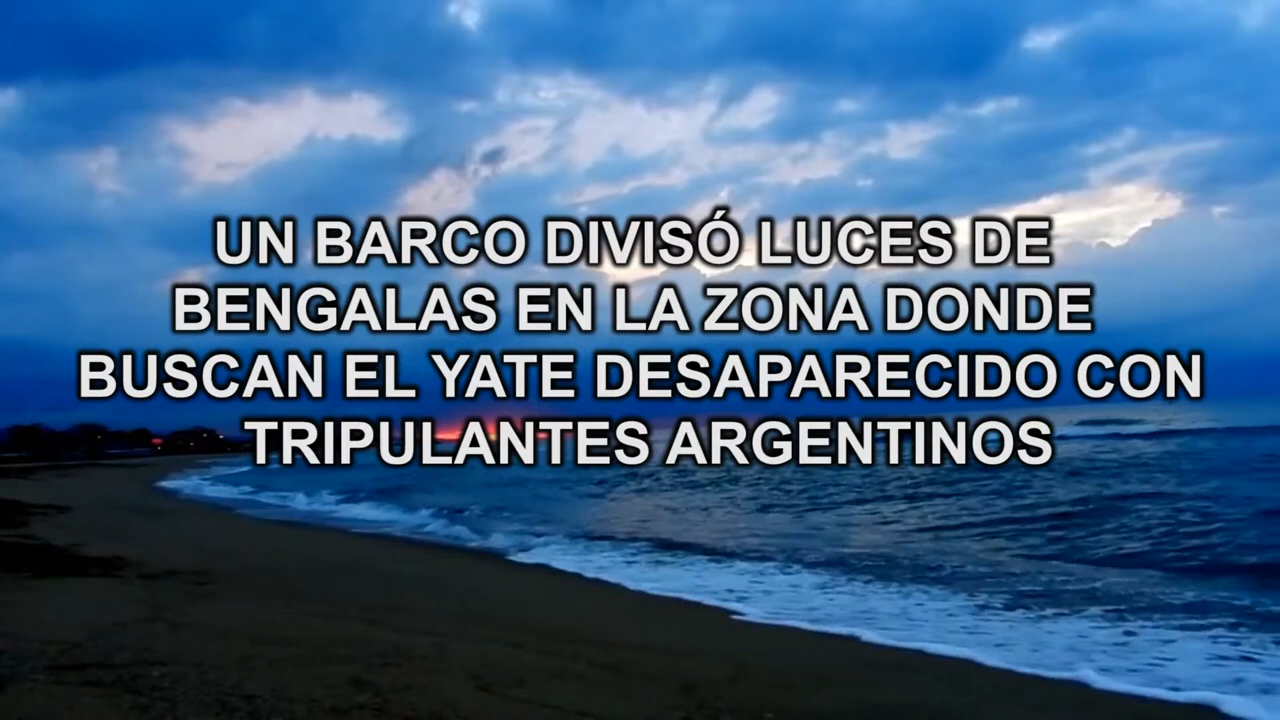 UN BARCO DIVISÓ LUCES DE
BENGALAS EN LA ZONA DONDE
BUSCAN EL YATE DESAPARECIDO CON
TRIPULANTES ARGENTINOS